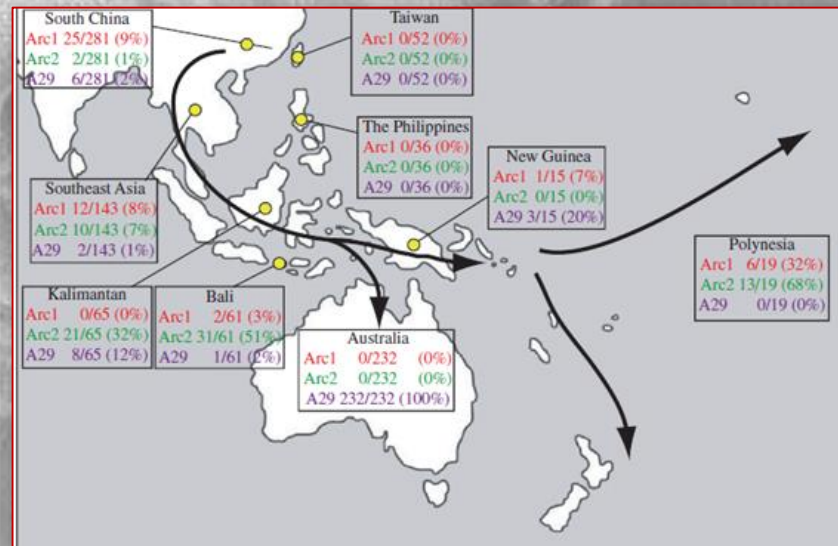 South China
Arc1 25/281 (9%)
Arc2 2/281 (1%)
A29 6/281 (2%)
Taiwan
Arc1 0/52 (0%)
Arc2 0/52 (0%)
A29 0/52 (0%)
The Philippines
Arc1 0/36 (0%)
Arc2 0/36 (0%)
A29 0/36 (0%)
New Guinea
Arc1 1/15 (7%)
Arc2 0/15 (0%)
A29 3/15 (20%)
Southeast Asia
Arc1 12/143 (8%)
Arc2 10/143 (7%)
A29 2/143 (1%)
Polynesia
Arc1 6/19 (32%)
Arc2 13/19 (68%)
A29 0/19 (0%)
Kalimantan
Arc1 0/65 (0%)
Arc2 21/65 (32%)
A29 8/65 (12%)
Bali
Arc1 2/61 (3%)
Arc2 31/61 (51%)
A29 1/61 (2%)
Australia
Arc1 0/232 (0%)
Arc2 0/232 (0%)
A29 232/232 (100%)